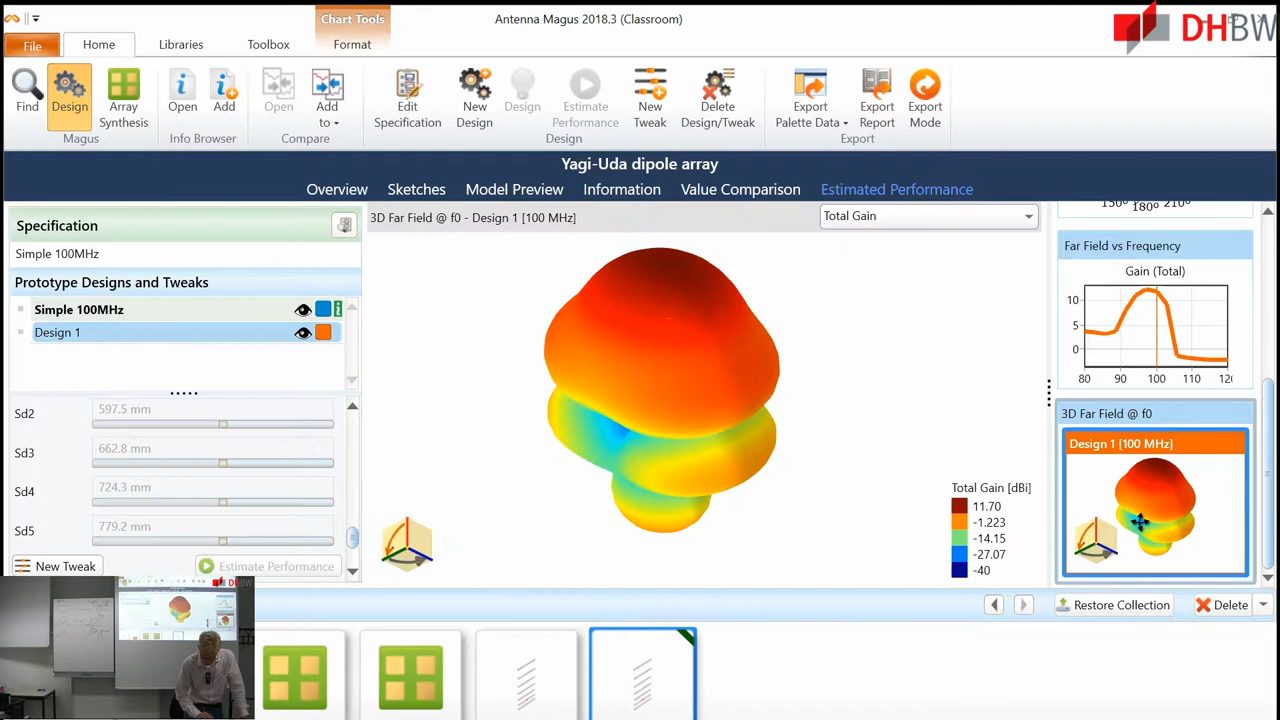 Chart Tools
Antenna Magus 2018.3 (Classroom)
DHBW
File
Home
Libraries
Toolbox
Format
Find
Design
Array Synthesis
Open
Add
Open
Add to
Edit Specification
New Design
Design
Estimate Performance
New Tweak
Delete Design/Tweak
Export Palette Data
Export Report
Export Mode
Magus
Info Browser
Compare
Design
Export
Yagi-Uda dipole array
Overview
Sketches
Model Preview
Information
Value Comparison
Estimated Performance
Specification
Simple 100MHz
Prototype Designs and Tweaks
Simple 100MHz
Design 1
Sd2
597.5 mm
Sd3
662.8 mm
Sd4
724.3 mm
Sd5
779.2 mm
New Tweak
Estimate Performance
3D Far Field @ f0 - Design 1 [100 MHz]
Total Gain
Total Gain [dBi]
11.70
-1.223
-14.15
-27.07
-40
150° 180° 210°
Far Field vs Frequency
Gain (Total)
10
5
0
80 90 100 110
3D Far Field @ f0
Design 1 [100 MHz]
Restore Collection
Delete
DHBW